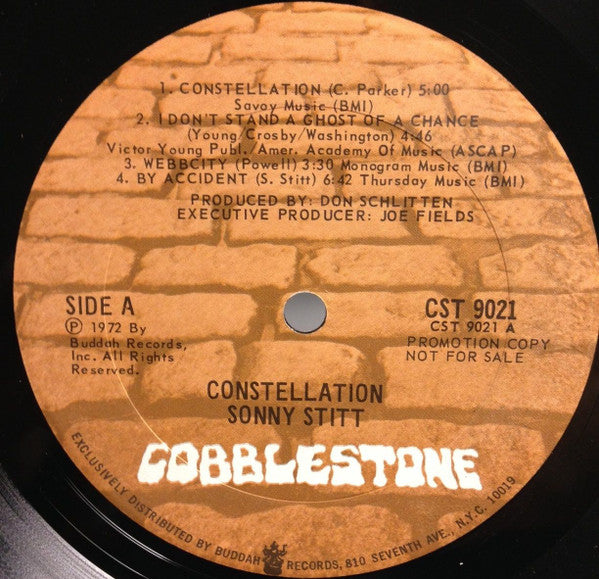 1. CONSTELLATION (C. Parker) 5:00
Savoy Music (BMI)
2. I DON'T STAND A GHOST OF A CHANCE
(Young/Crosby/Washington) 4:46
Victor Young Publ./Amer. Academy Of Music (ASCAP)
3. WEBBCITY (Powell) 3:30 Monogram Music (BMI)
4. BY ACCIDENT (S. Stitt) 6:42 Thursday Music (BMI)
PRODUCED BY: DON SCHLITTEN
EXECUTIVE PRODUCER: JOE FIELDS
SIDE A
℗ 1972 By
Buddah Records,
Inc. All Rights
Reserved.
CST 9021
CST 9021 A
PROMOTION COPY
NOT FOR SALE
CONSTELLATION
SONNY STITT
COBBLESTONE
EXCLUSIVELY DISTRIBUTED BY BUDDAH RECORDS, 810 SEVENTH AVE., N.Y.C. 10019